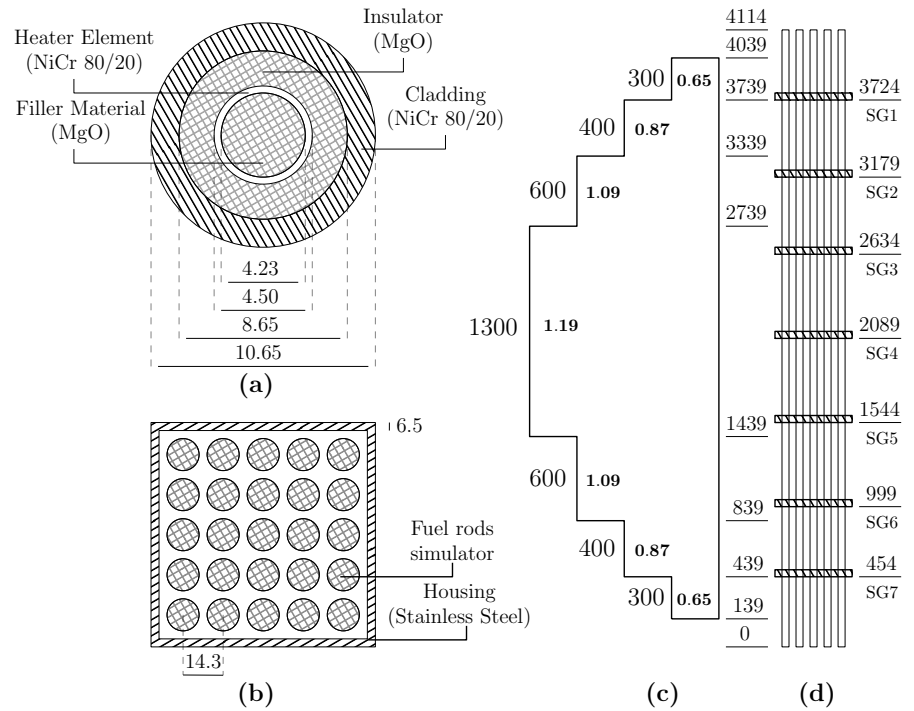 Insulator
(MgO)
Heater Element
(NiCr 80/20)
Filler Material
(MgO)
Cladding
(NiCr 80/20)
4.23
4.50
8.65
10.65
(a)
6.5
Fuel rods
simulator
Housing
(Stainless Steel)
14.3
(b)
300
0.65
400
0.87
600
1.09
1300
1.19
600
1.09
400
0.87
300
0.65
4114
4039
3739
3339
2739
1439
839
439
139
0
(c)
3724
SG1
3179
SG2
2634
SG3
2089
SG4
1544
SG5
999
SG6
454
SG7
(d)